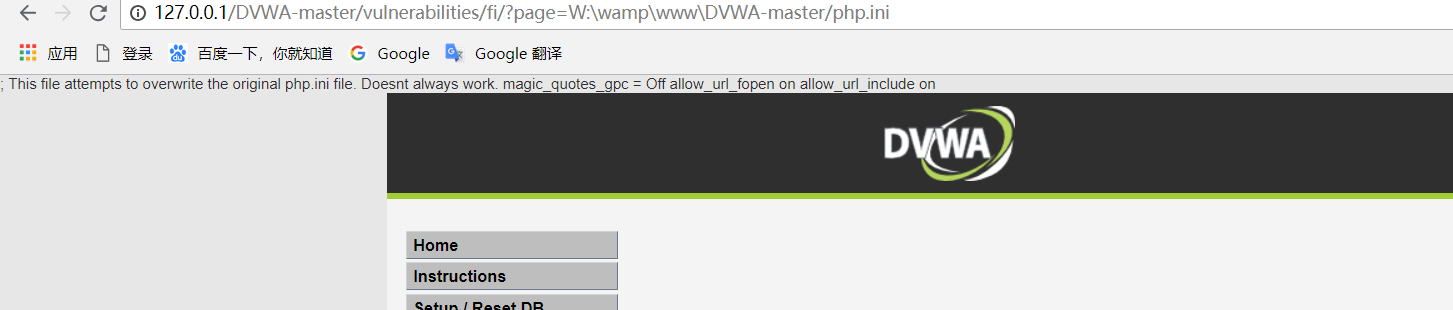 127.0.0.1/DVWA-master/vulnerabilities/fi/?page=W:\wamp\www\DVWA-master/php.ini
应用 登录 百度一下，你就知道 Google Google 翻译
; This file attempts to overwrite the original php.ini file. Doesnt always work. magic_quotes_gpc = Off allow_url_fopen on allow_url_include on
DVWA
Home
Instructions
Setup / Reset DB